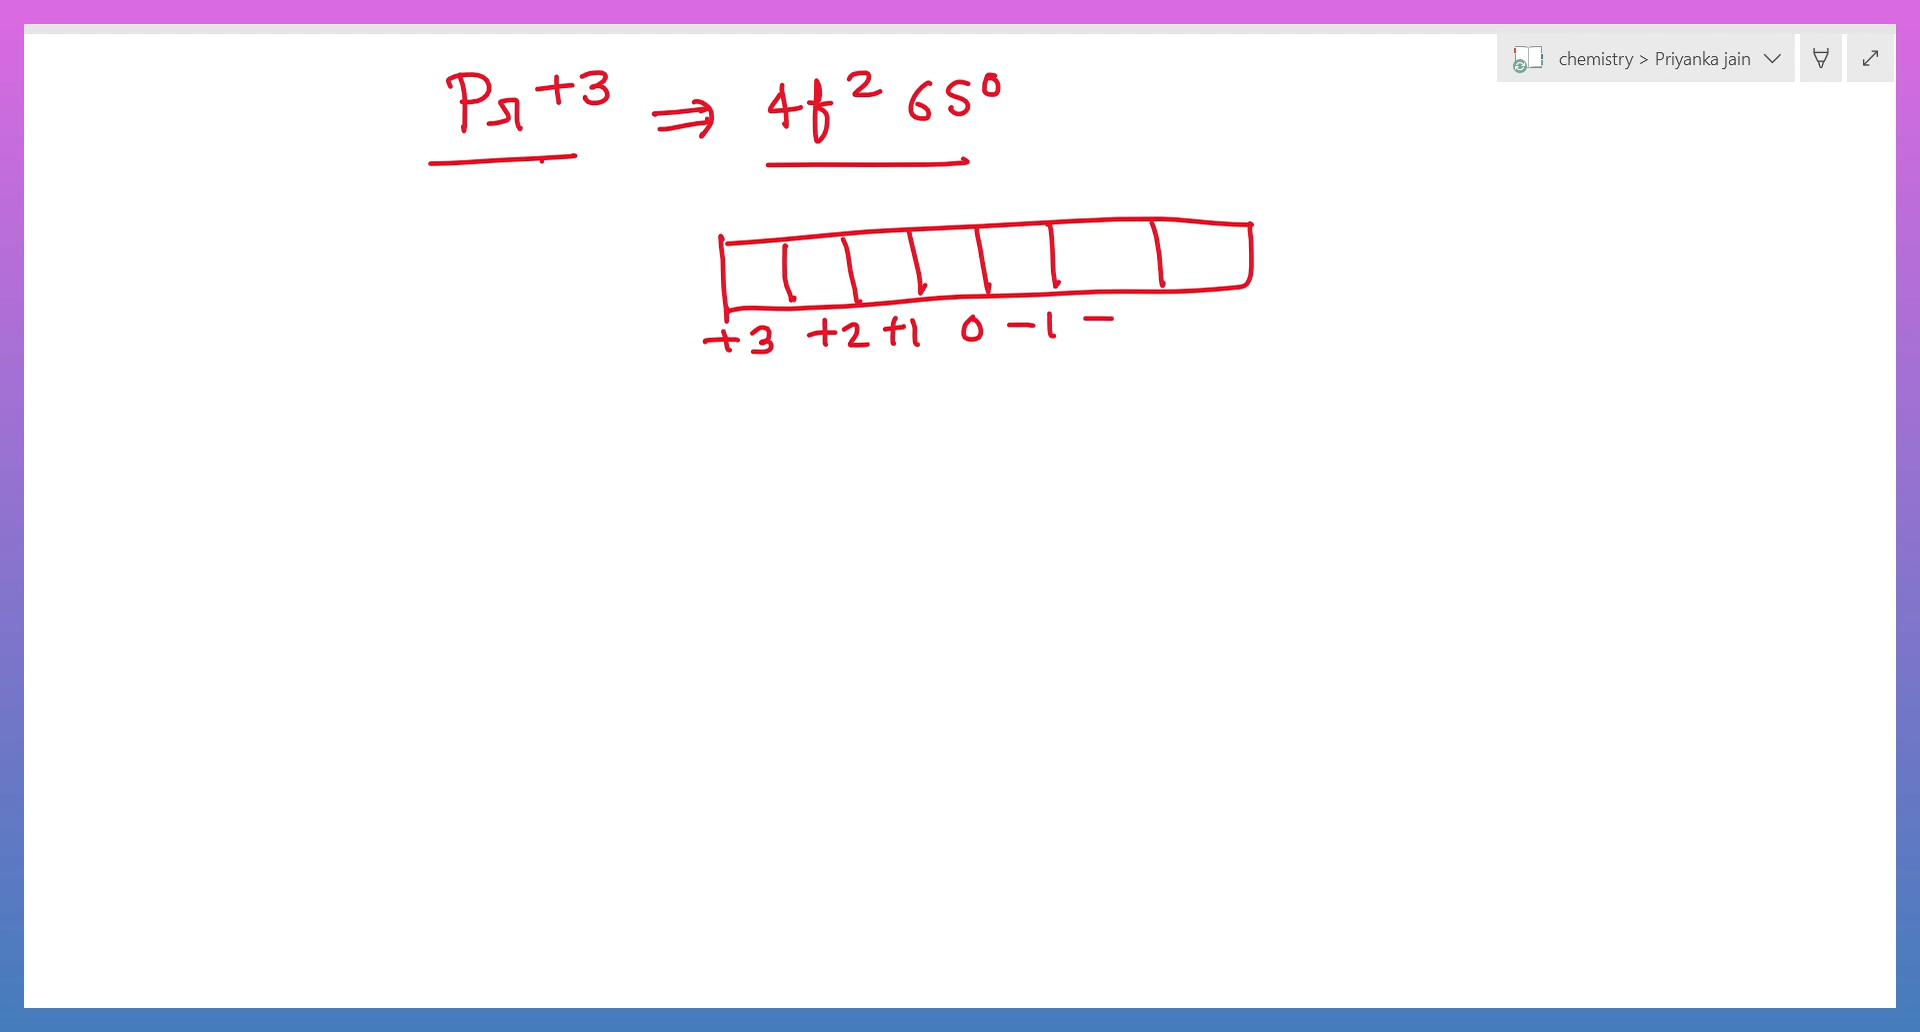 chemistry > Priyanka jain
Pr+3 ⇒ 4f² 6s⁰
+3 +2 +1 0 -1 -